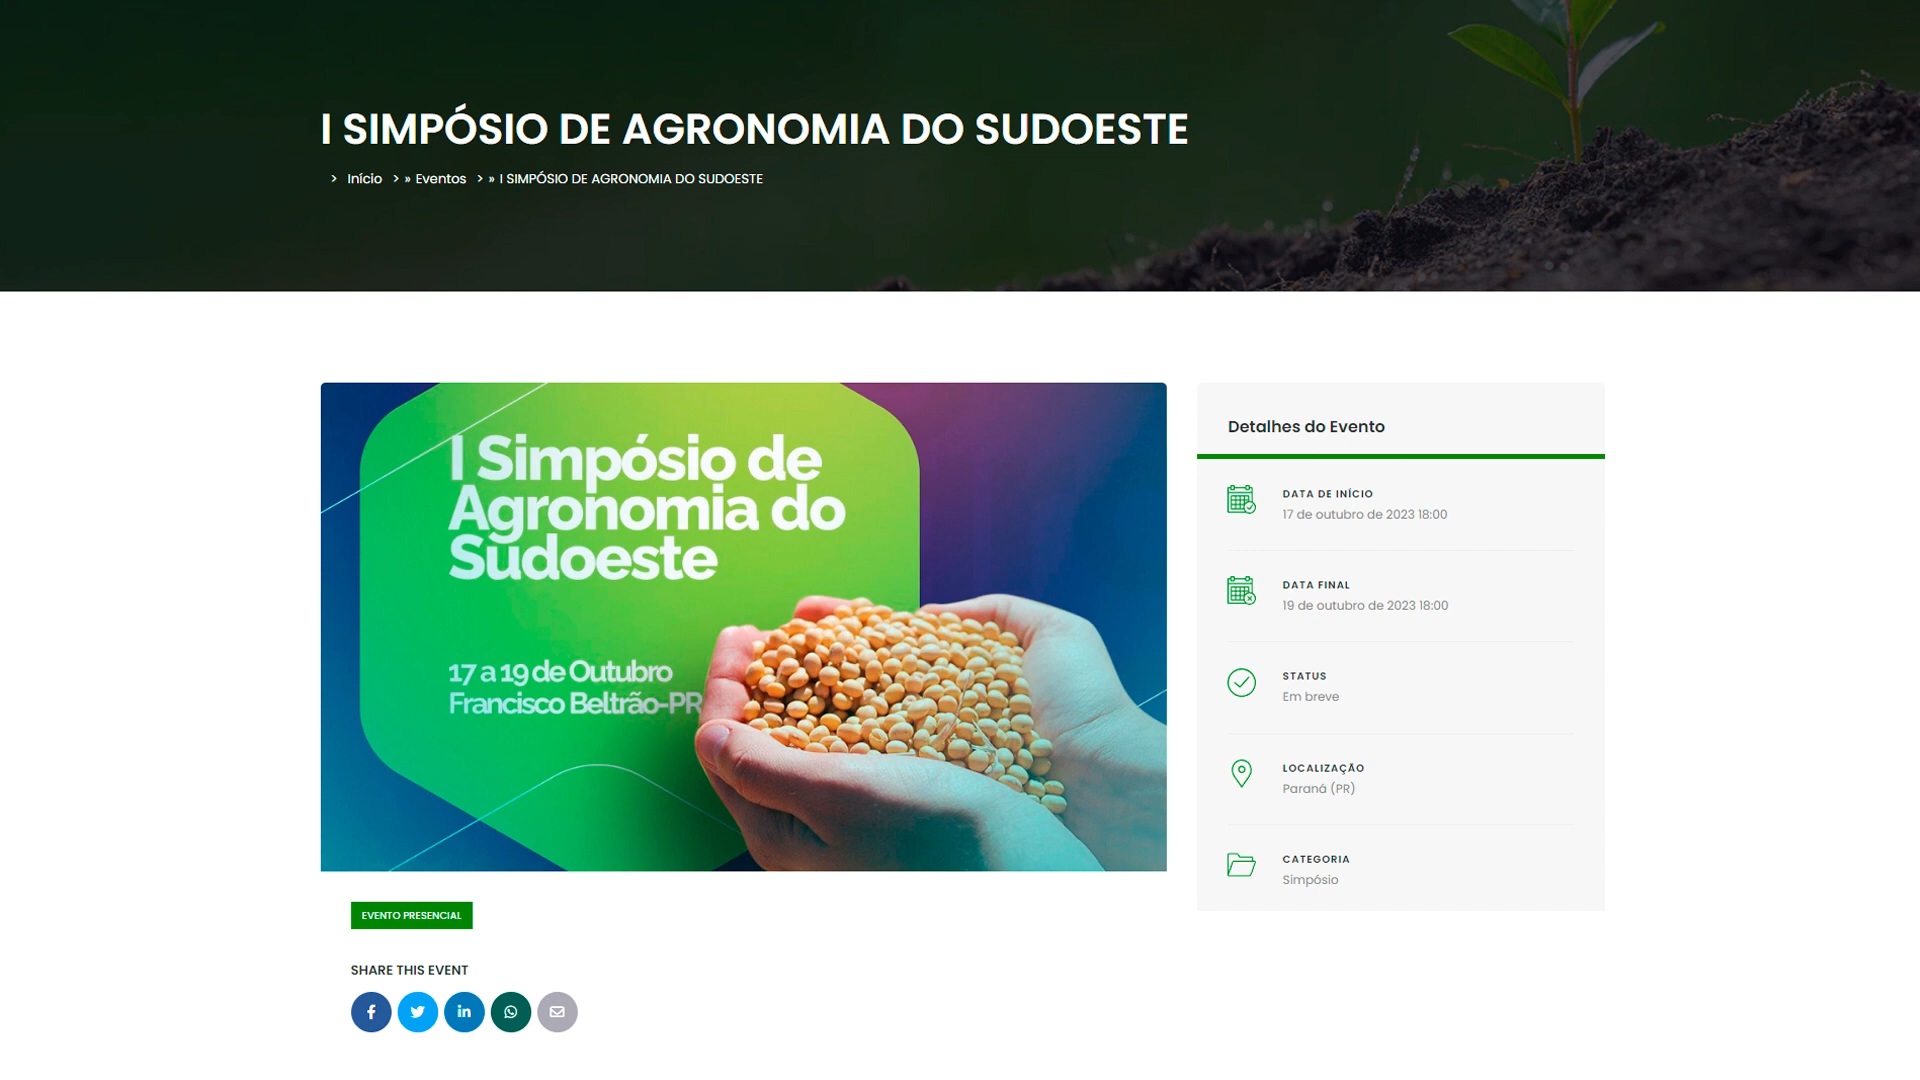 I SIMPÓSIO DE AGRONOMIA DO SUDOESTE
> Início > » Eventos > » I SIMPÓSIO DE AGRONOMIA DO SUDOESTE
I Simpósio de
Agronomia do
Sudoeste
17 a 19 de Outubro
Francisco Beltrão-PR
EVENTO PRESENCIAL
SHARE THIS EVENT
Detalhes do Evento
DATA DE INÍCIO
17 de outubro de 2023 18:00
DATA FINAL
19 de outubro de 2023 18:00
STATUS
Em breve
LOCALIZAÇÃO
Paraná (PR)
CATEGORIA
Simpósio